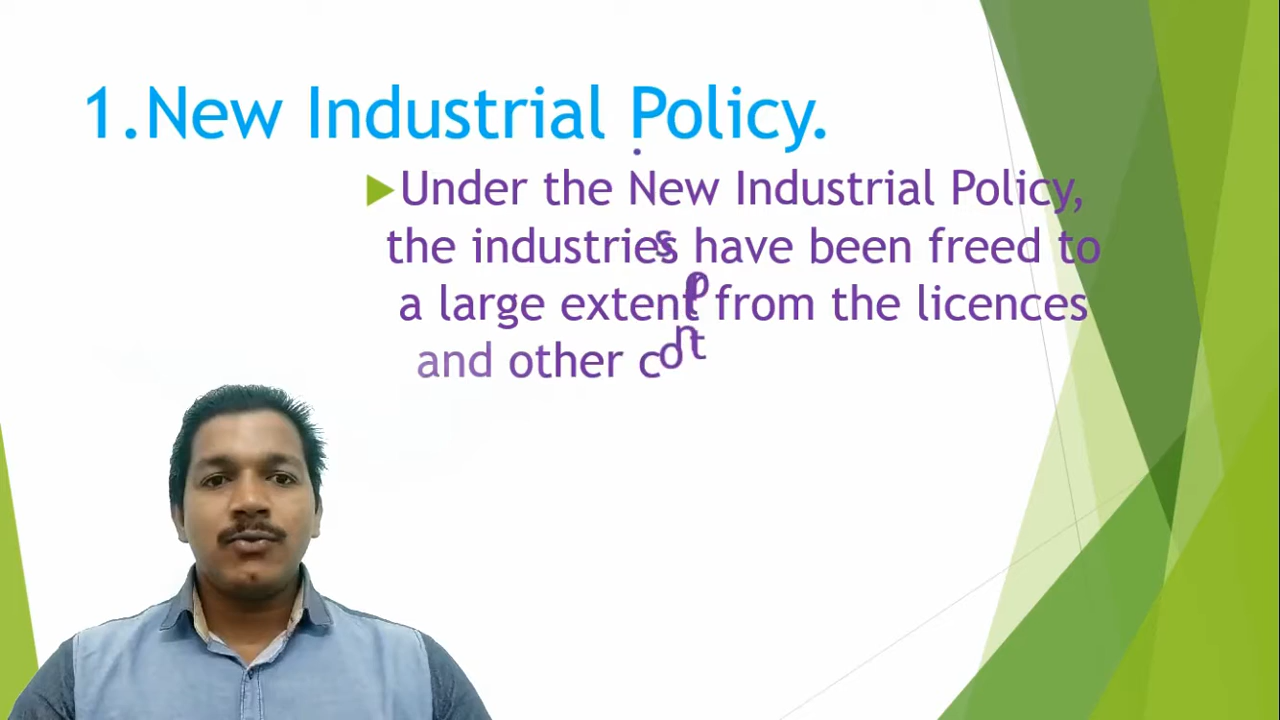 1.New Industrial Policy.
Under the New Industrial Policy,
the industries have been freed to
a large extent from the licences
and other